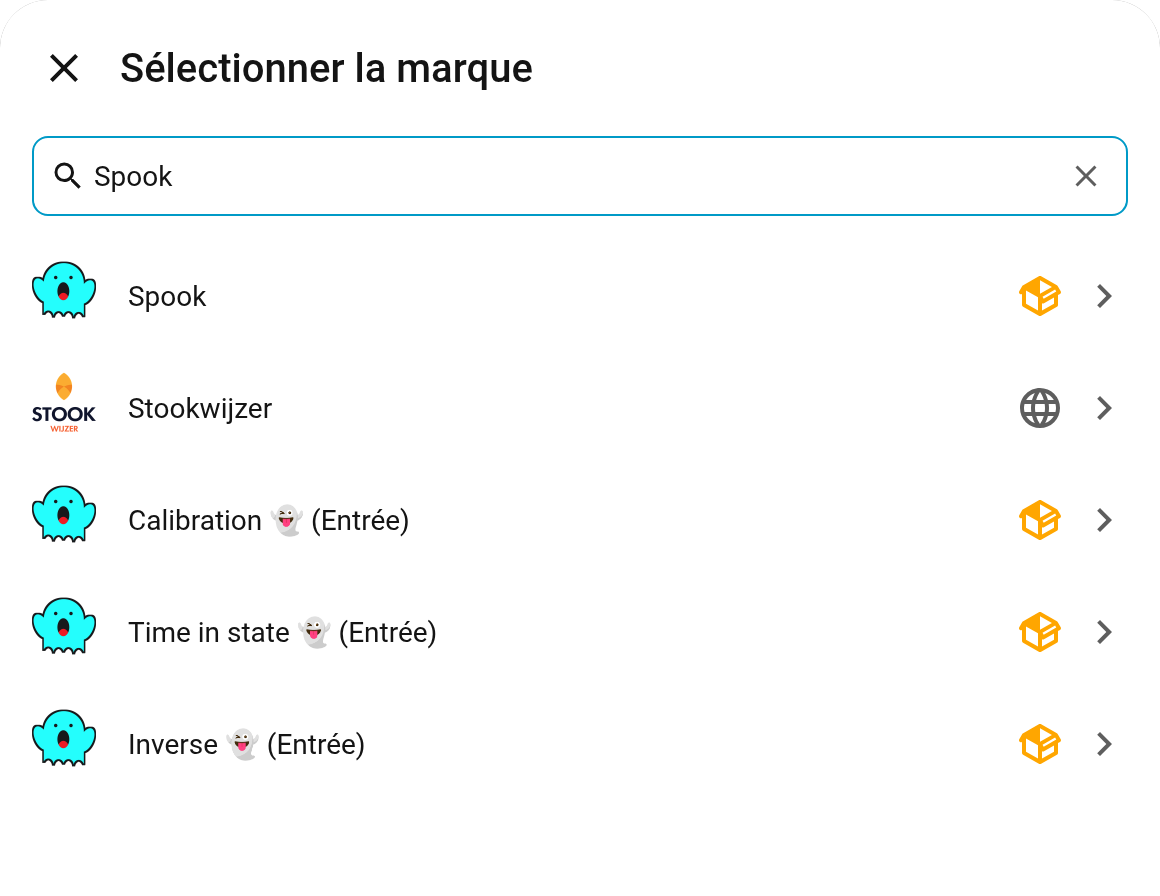 Sélectionner la marque
Spook
Spook
STOOK
WIJZER
Stookwijzer
Calibration 👻 (Entrée)
Time in state 👻 (Entrée)
Inverse 👻 (Entrée)